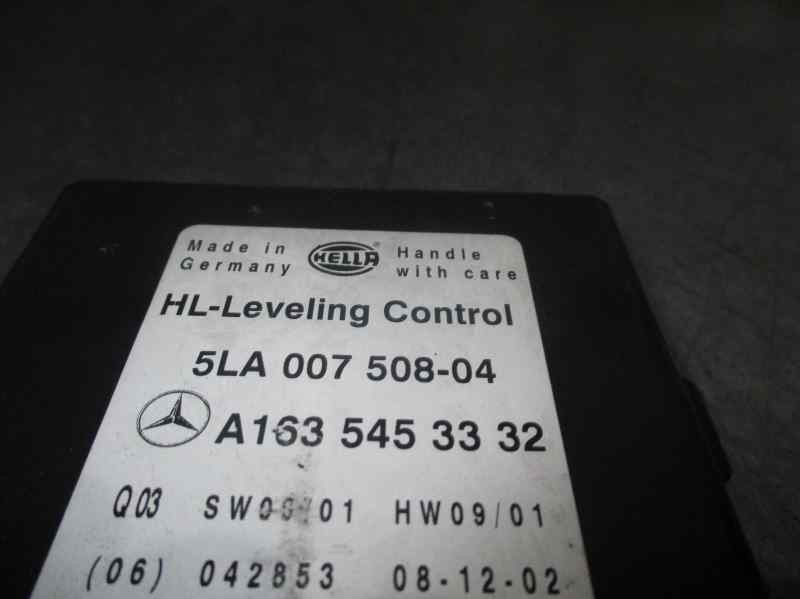 Made in Germany
HELLA
Handle with care
HL-Leveling Control
5LA 007 508-04
A163 545 33 32
Q03 HW09/01
(06) 042853 08-12-02